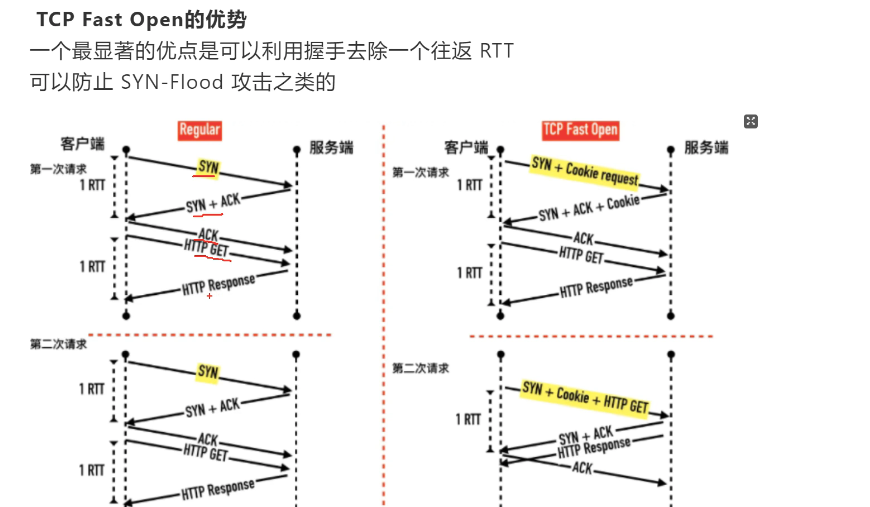 TCP Fast Open的优势
一个最显著的优点是可以利用握手去除一个往返 RTT
可以防止 SYN-Flood 攻击之类的
Regular
客户端
服务端
第一次请求
1 RTT
SYN
SYN + ACK
ACK
HTTP GET
1 RTT
HTTP Response
TCP Fast Open
客户端
服务端
第一次请求
1 RTT
SYN + Cookie request
SYN + ACK + Cookie
ACK
HTTP GET
1 RTT
HTTP Response
第二次请求
1 RTT
SYN
SYN + ACK
ACK
HTTP GET
1 RTT
HTTP Response
第二次请求
1 RTT
SYN + Cookie + HTTP GET
SYN + ACK
HTTP Response
ACK